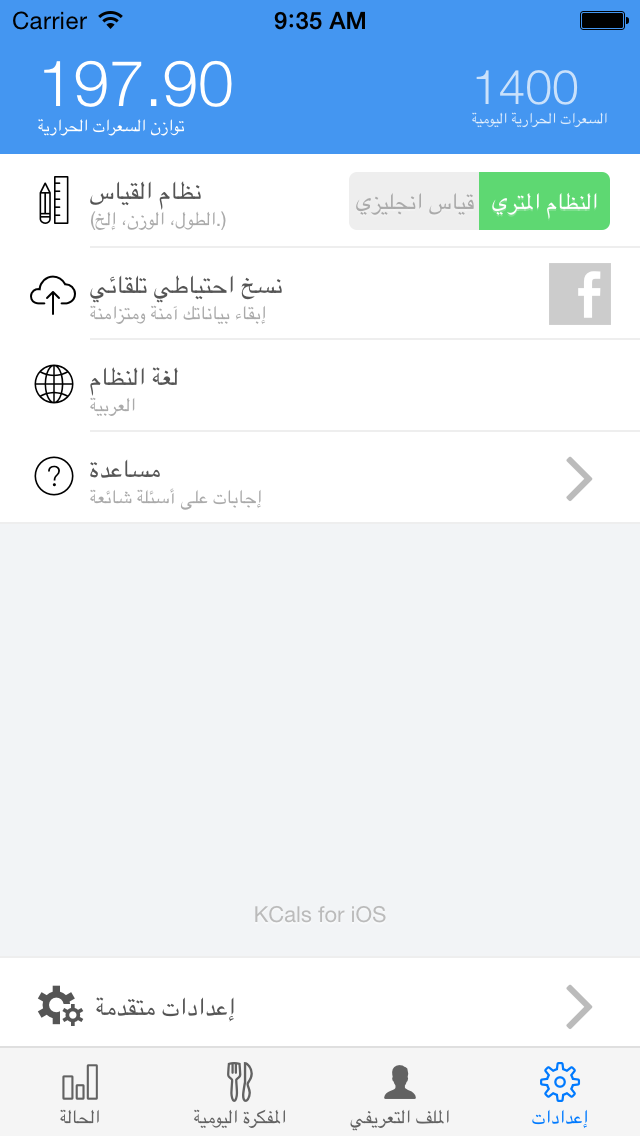 Carrier 9:35 AM
197.90
توازن السعرات الحرارية
1400
السعرات الحرارية اليومية
نظام القياس
(الطول، الوزن، إلخ.)
قياس انجليزي
النظام المتري
نسخ احتياطي تلقائي
إبقاء بياناتك آمنة ومتزامنة
لغة النظام
العربية
مساعدة
إجابات على أسئلة شائعة
KCals for iOS
إعدادات متقدمة
الحالة
المفكرة اليومية
الملف التعريفي
إعدادات